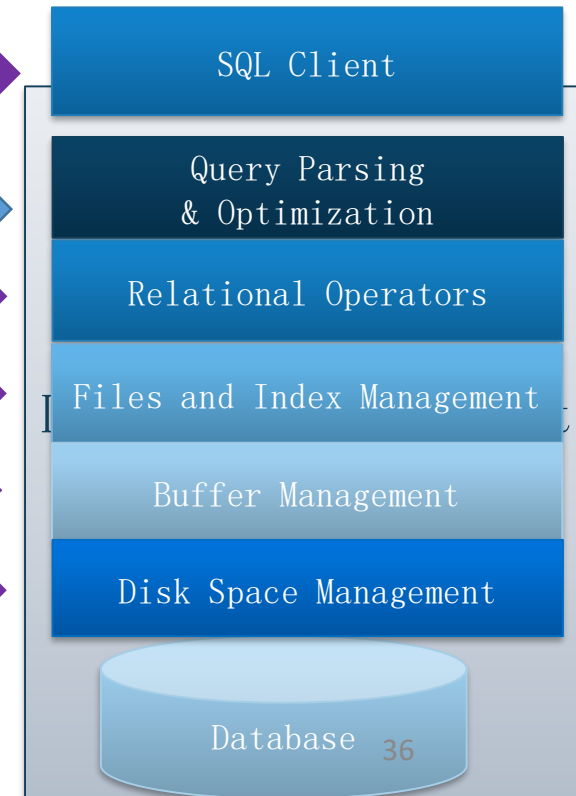 SQL Client
Query Parsing
& Optimization
Relational Operators
Files and Index Management
Buffer Management
Disk Space Management
Database
36